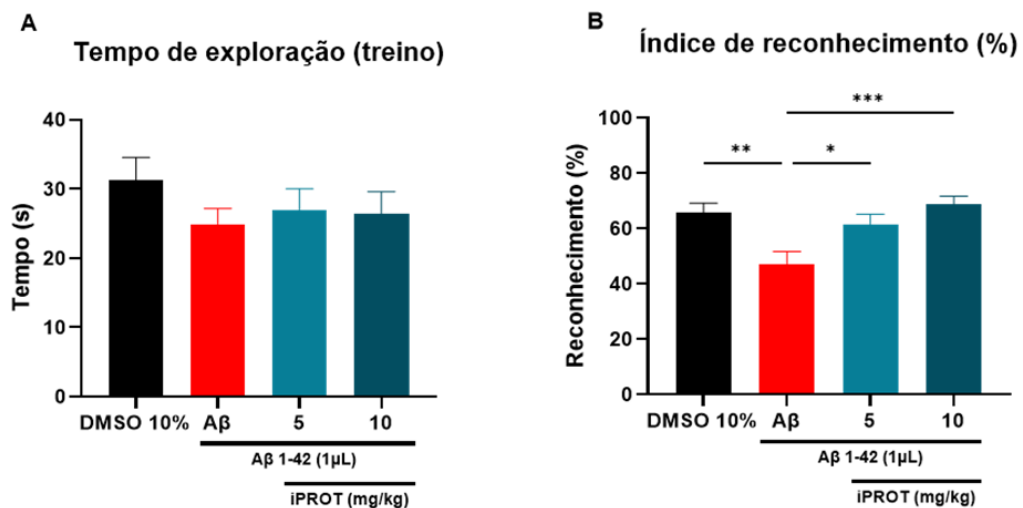 A
Tempo de exploração (treino)
Tempo (s)
40
30
20
10
0
DMSO 10% Aβ 5 10
Aβ 1-42 (1µL)
iPROT (mg/kg)
B
Índice de reconhecimento (%)
Reconhecimento (%)
100
80
60
40
20
0
***
** *
DMSO 10% Aβ 5 10
Aβ 1-42 (1µL)
iPROT (mg/kg)